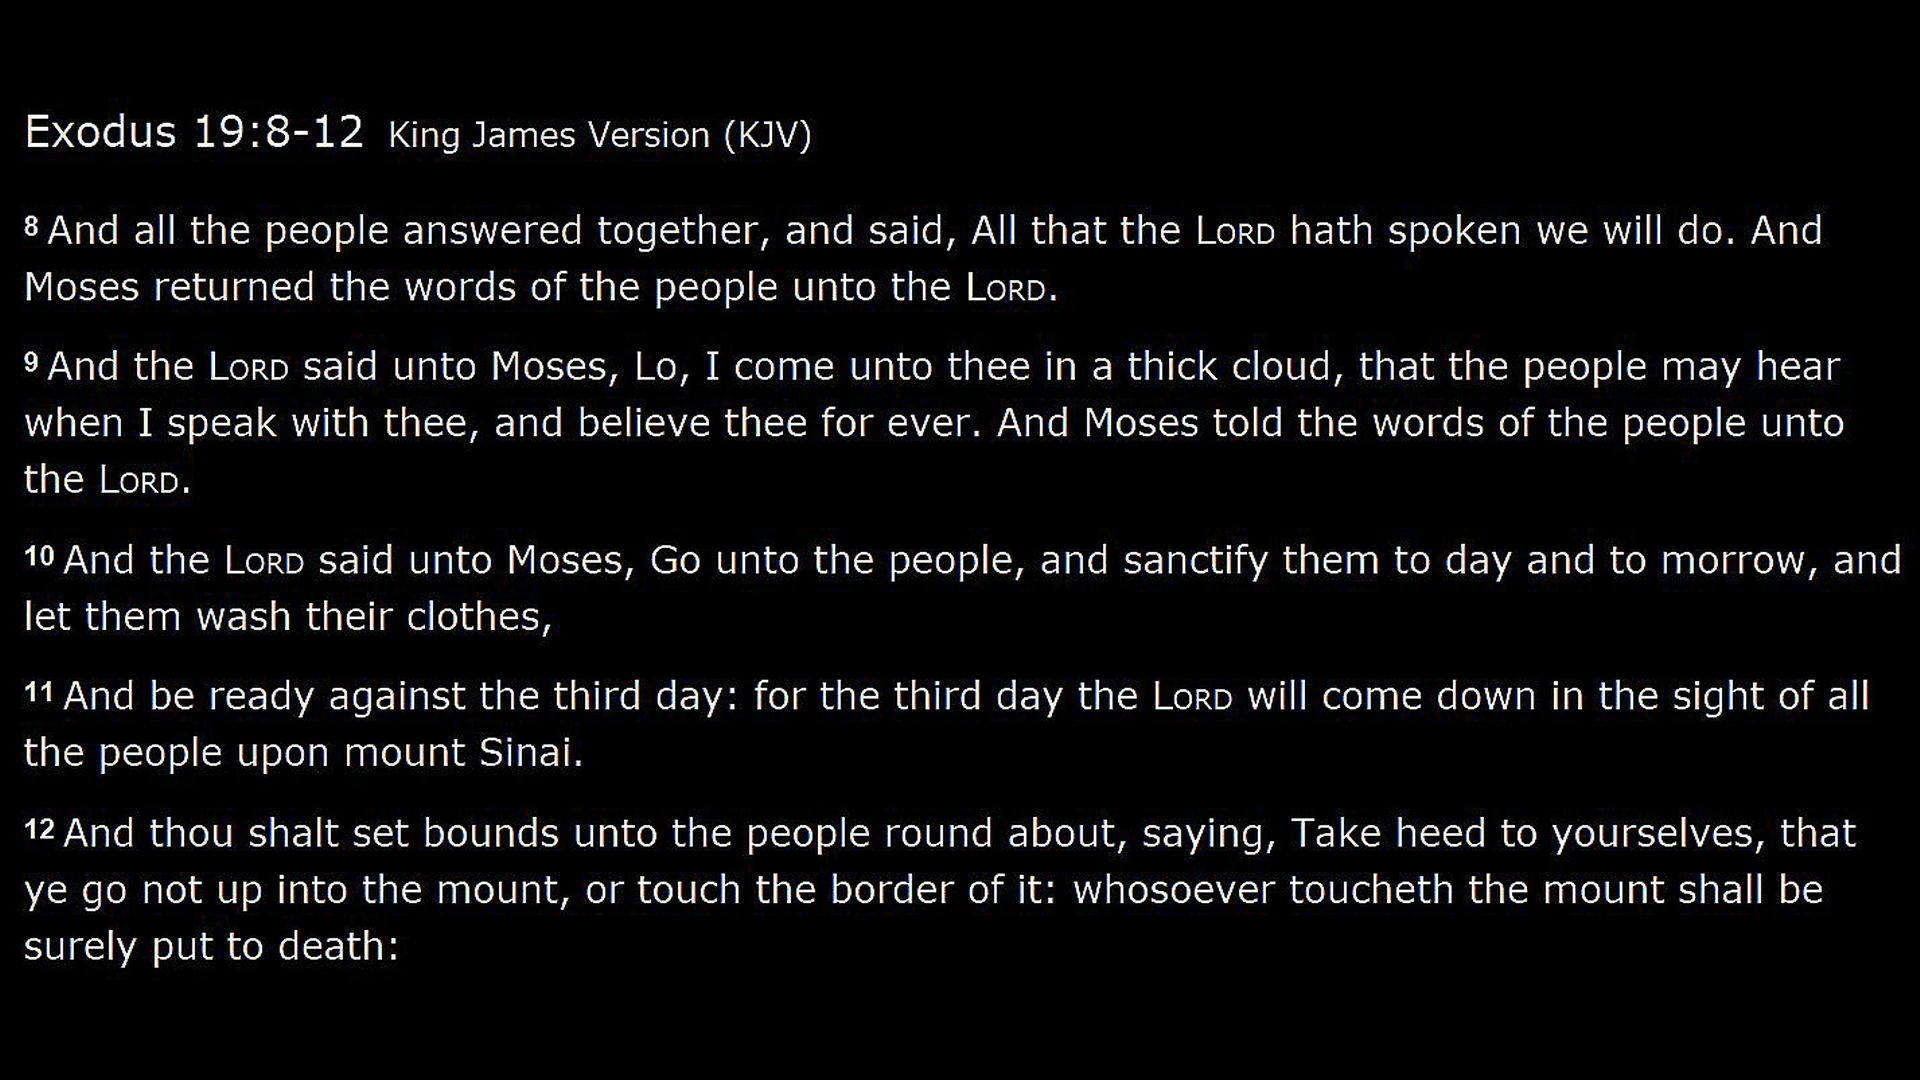 Exodus 19:8-12 King James Version (KJV)
8 And all the people answered together, and said, All that the LORD hath spoken we will do. And
Moses returned the words of the people unto the LORD.
9 And the LORD said unto Moses, Lo, I come unto thee in a thick cloud, that the people may hear
when I speak with thee, and believe thee for ever. And Moses told the words of the people unto
the LORD.
10 And the LORD said unto Moses, Go unto the people, and sanctify them to day and to morrow, and
let them wash their clothes,
11 And be ready against the third day: for the third day the LORD will come down in the sight of all
the people upon mount Sinai.
12 And thou shalt set bounds unto the people round about, saying, Take heed to yourselves, that
ye go not up into the mount, or touch the border of it: whosoever toucheth the mount shall be
surely put to death: